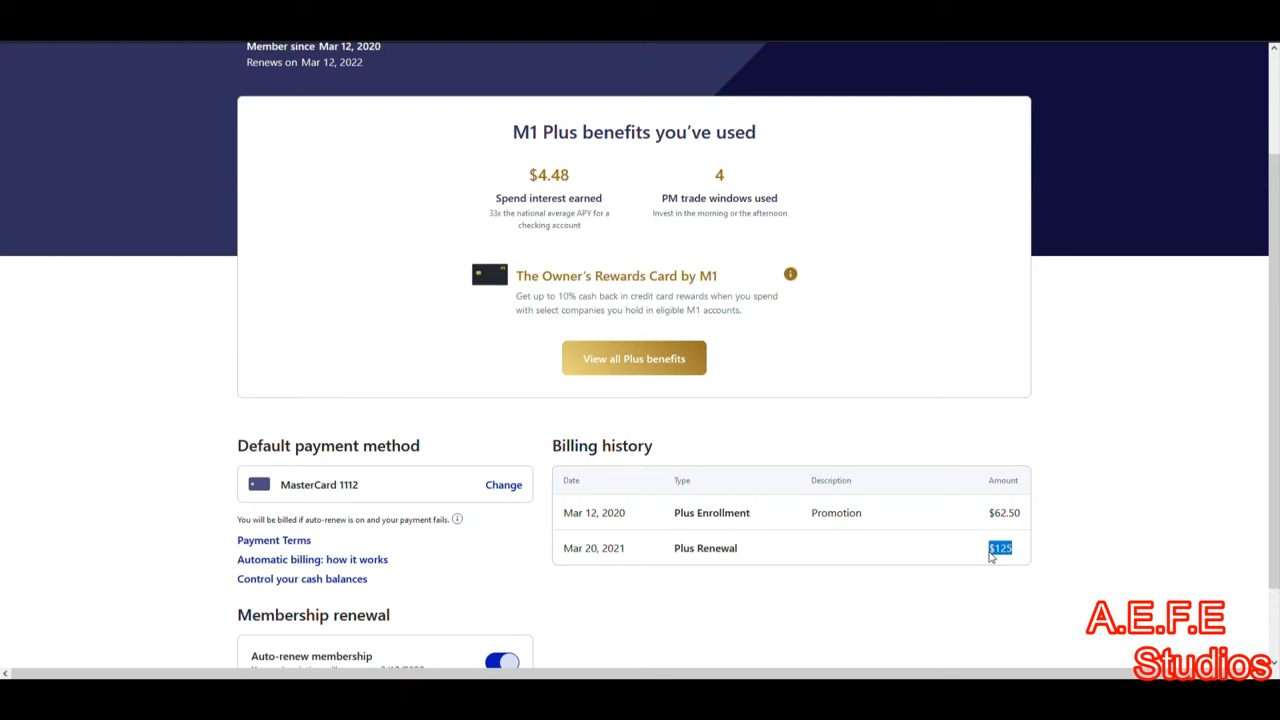 Member since Mar 12, 2020
Renews on Mar 12, 2022
M1 Plus benefits you've used
$4.48
Spend interest earned
33x the national average APY for a
checking account
4
PM trade windows used
Invest in the morning or the afternoon
The Owner's Rewards Card by M1
Get up to 10% cash back in credit card rewards when you spend
with select companies you hold in eligible M1 accounts.
View all Plus benefits
Default payment method
MasterCard 1112 Change
You will be billed if auto-renew is on and your payment fails.
Payment Terms
Automatic billing: how it works
Control your cash balances
Billing history
Date Type Description Amount
Mar 12, 2020 Plus Enrollment Promotion $62.50
Mar 20, 2021 Plus Renewal $125
Membership renewal
Auto-renew membership
A.E.F.E
Studios